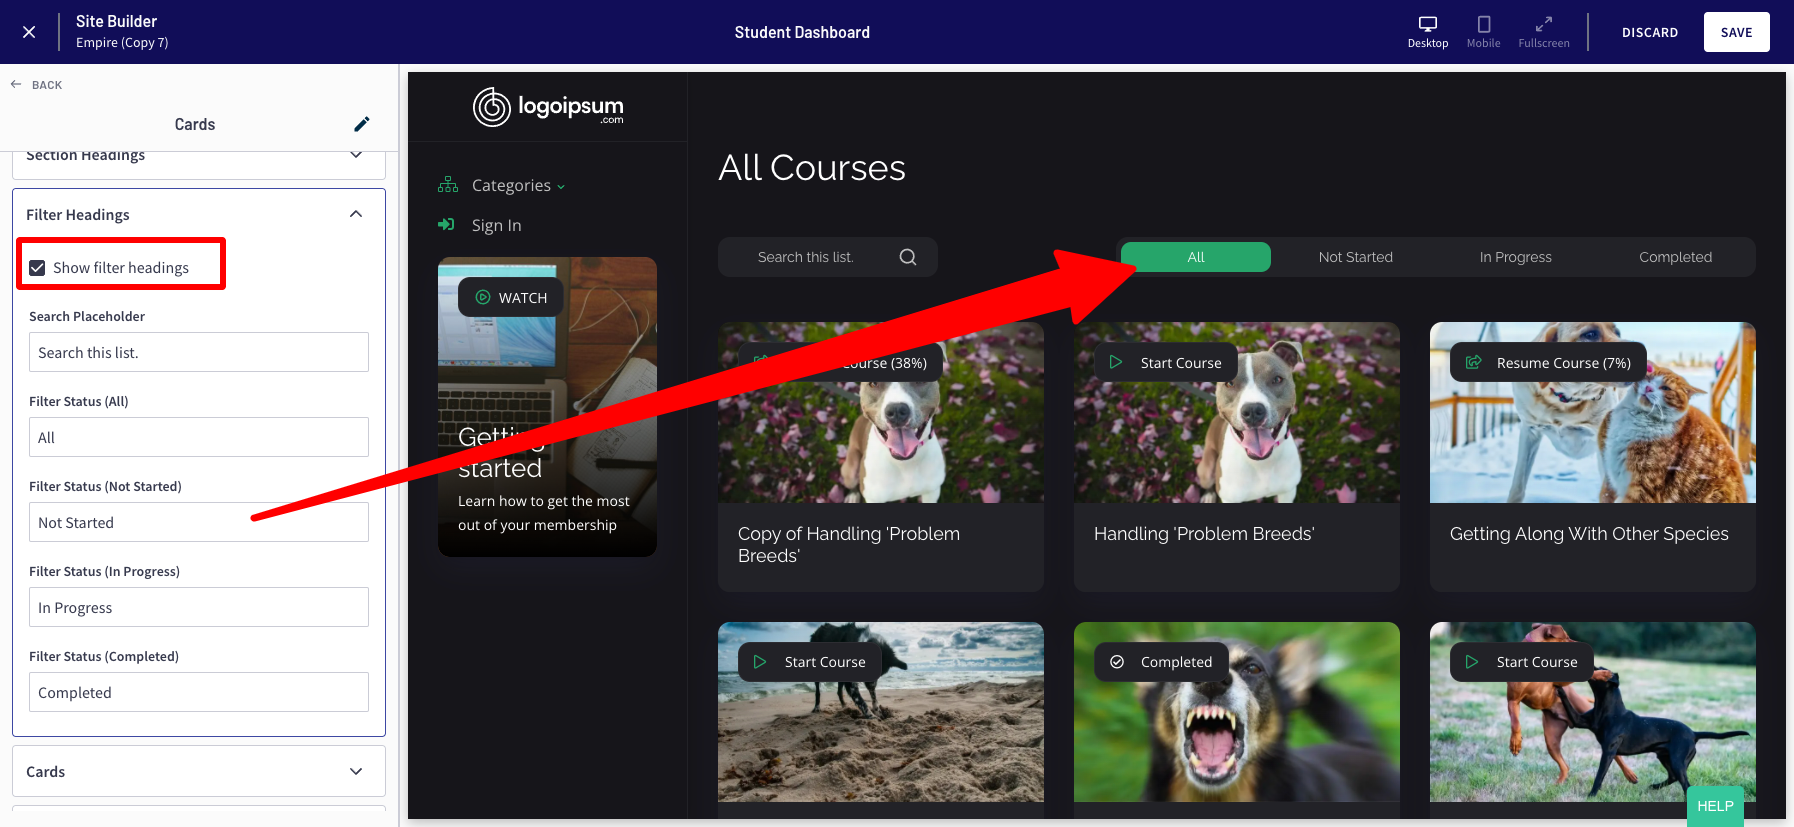 Site Builder
Empire (Copy 7)
Student Dashboard
Desktop
Mobile
Fullscreen
DISCARD
SAVE
BACK
Cards
Section Headings
Filter Headings
Show filter headings
Search Placeholder
Search this list.
Filter Status (All)
All
Filter Status (Not Started)
Not Started
Filter Status (In Progress)
In Progress
Filter Status (Completed)
Completed
Cards
logoipsum
.com
Categories
Sign In
WATCH
Getting
started
Learn how to get the most
out of your membership
All Courses
Search this list.
All
Not Started
In Progress
Completed
Course (38%)
Start Course
Resume Course (7%)
Copy of Handling 'Problem
Breeds'
Handling 'Problem Breeds'
Getting Along With Other Species
Start Course
Completed
Start Course
HELP